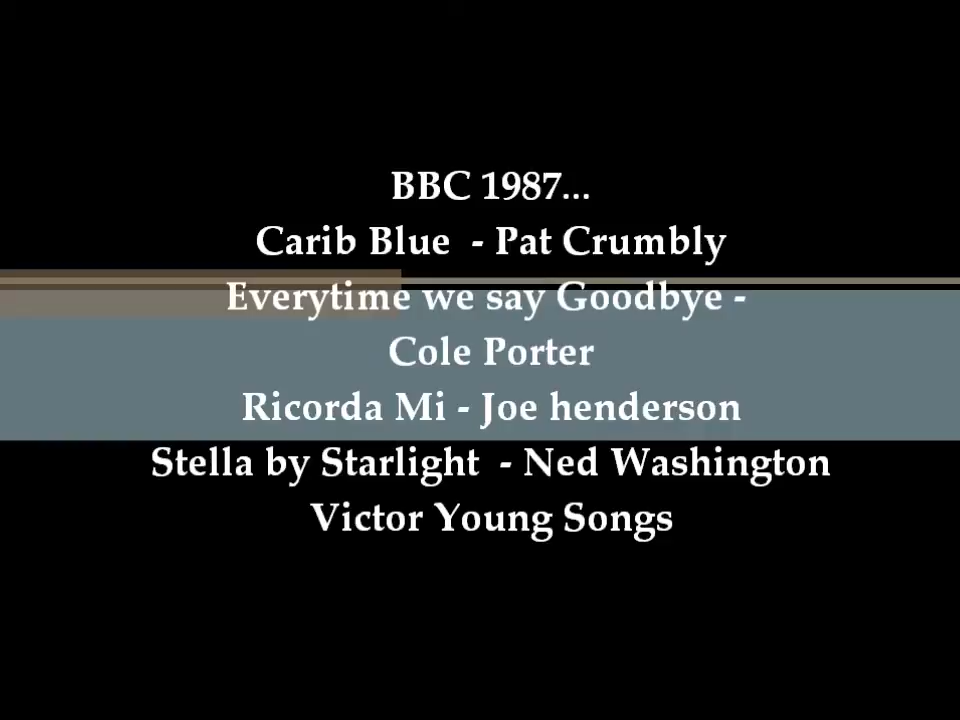 BBC 1987...
Carib Blue - Pat Crumbly
Everytime we say Goodbye -
Cole Porter
Ricorda Mi - Joe henderson
Stella by Starlight - Ned Washington
Victor Young Songs